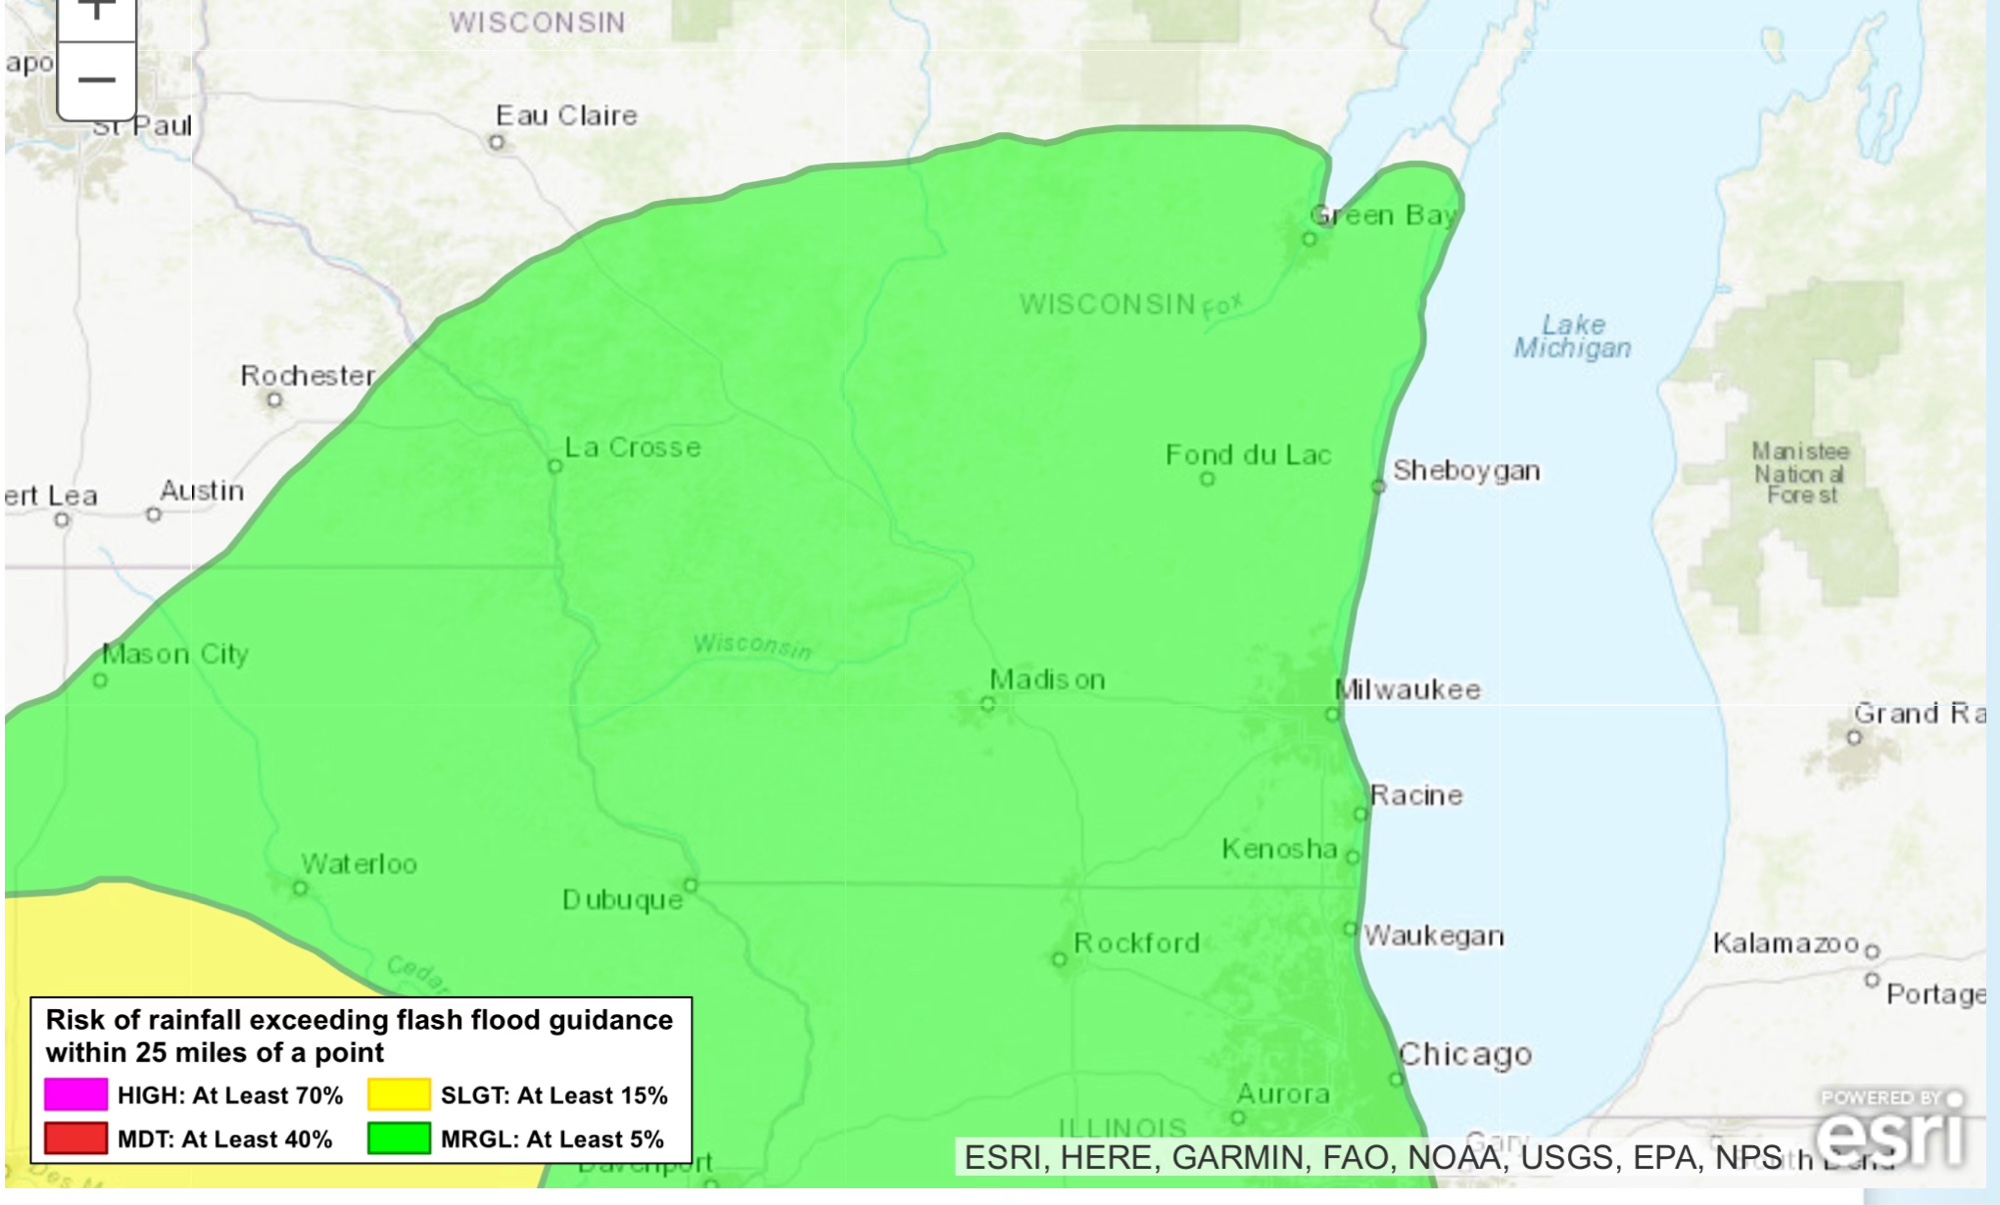 +
WISCONSIN
apo
−
St Paul
Eau Claire
Green Bay
WISCONSIN
Fox
Lake
Michigan
Rochester
La Crosse
Fond du Lac
Sheboygan
Manistee
National
Forest
ert Lea
Austin
Mason City
Wisconsin
Madison
Milwaukee
Grand Ra
Racine
Kenosha
Waterloo
Dubuque
Rockford
Waukegan
Kalamazoo
Portage
Cedar
Risk of rainfall exceeding flash flood guidance
within 25 miles of a point
HIGH: At Least 70% SLGT: At Least 15%
MDT: At Least 40% MRGL: At Least 5%
Chicago
Aurora
ILLINOIS
Gary
POWERED BY
esri
ESRI, HERE, GARMIN, FAO, NOAA, USGS, EPA, NPS
South Bend
Davenport
Des M